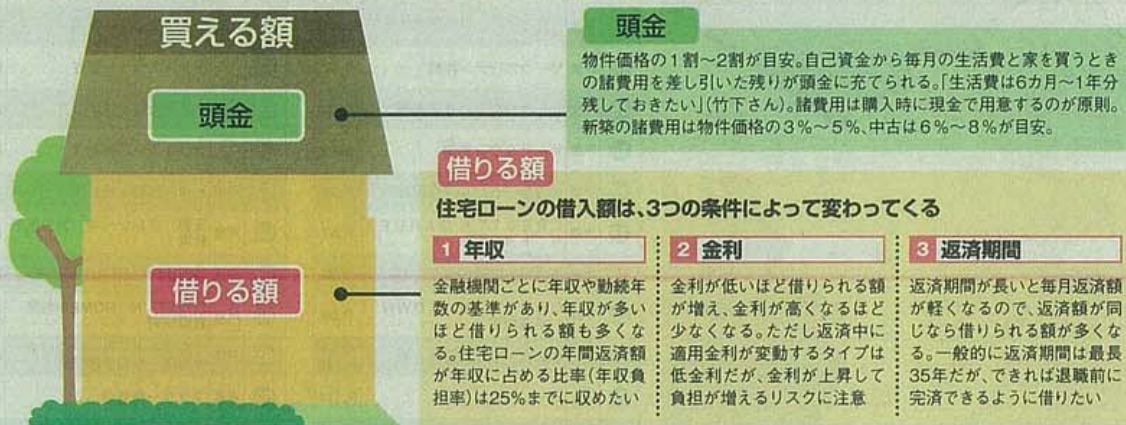 買える額
頭金
借りる額
頭金
物件価格の1割～2割が目安。自己資金から毎月の生活費と家を買うとき
の諸費用を差し引いた残りが頭金に充てられる。「生活費は6カ月～1年分
残しておきたい」(竹下さん)。諸費用は購入時に現金で用意するのが原則。
新築の諸費用は物件価格の3%～5%、中古は6%～8%が目安。
借りる額
住宅ローンの借入額は、3つの条件によって変わってくる
1 年収
金融機関ごとに年収や勤続年
数の基準があり、年収が多い
ほど借りられる額も多くな
る。住宅ローンの年間返済額
が年収に占める比率(年収負
担率)は25%までに収めたい
2 金利
金利が低いほど借りられる額
が増え、金利が高くなるほど
少なくなる。ただし返済中に
適用金利が変動するタイプは
低金利だが、金利が上昇して
負担が増えるリスクに注意
3 返済期間
返済期間が長いと毎月返済額
が軽くなるので、返済額が同
じなら借りられる額が多くな
る。一般的に返済期間は最長
35年だが、できれば退職前に
完済できるように借りたい